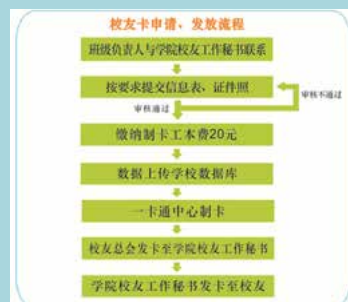 校友卡申请、发放流程
班级负责人与学院校友工作秘书联系
按要求提交信息表、证件照
审核不通过
审核通过
缴纳制卡工本费20元
数据上传学校数据库
一卡通中心制卡
校友总会发卡至学院校友工作秘书
学院校友工作秘书发卡至校友